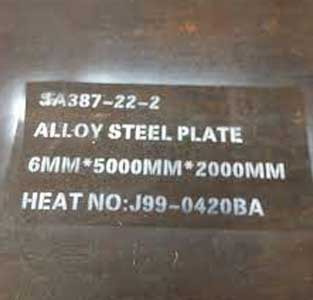 SA387-22-2
ALLOY STEEL PLATE
6MM*5000MM*2000MM
HEAT NO:J99-0420BA